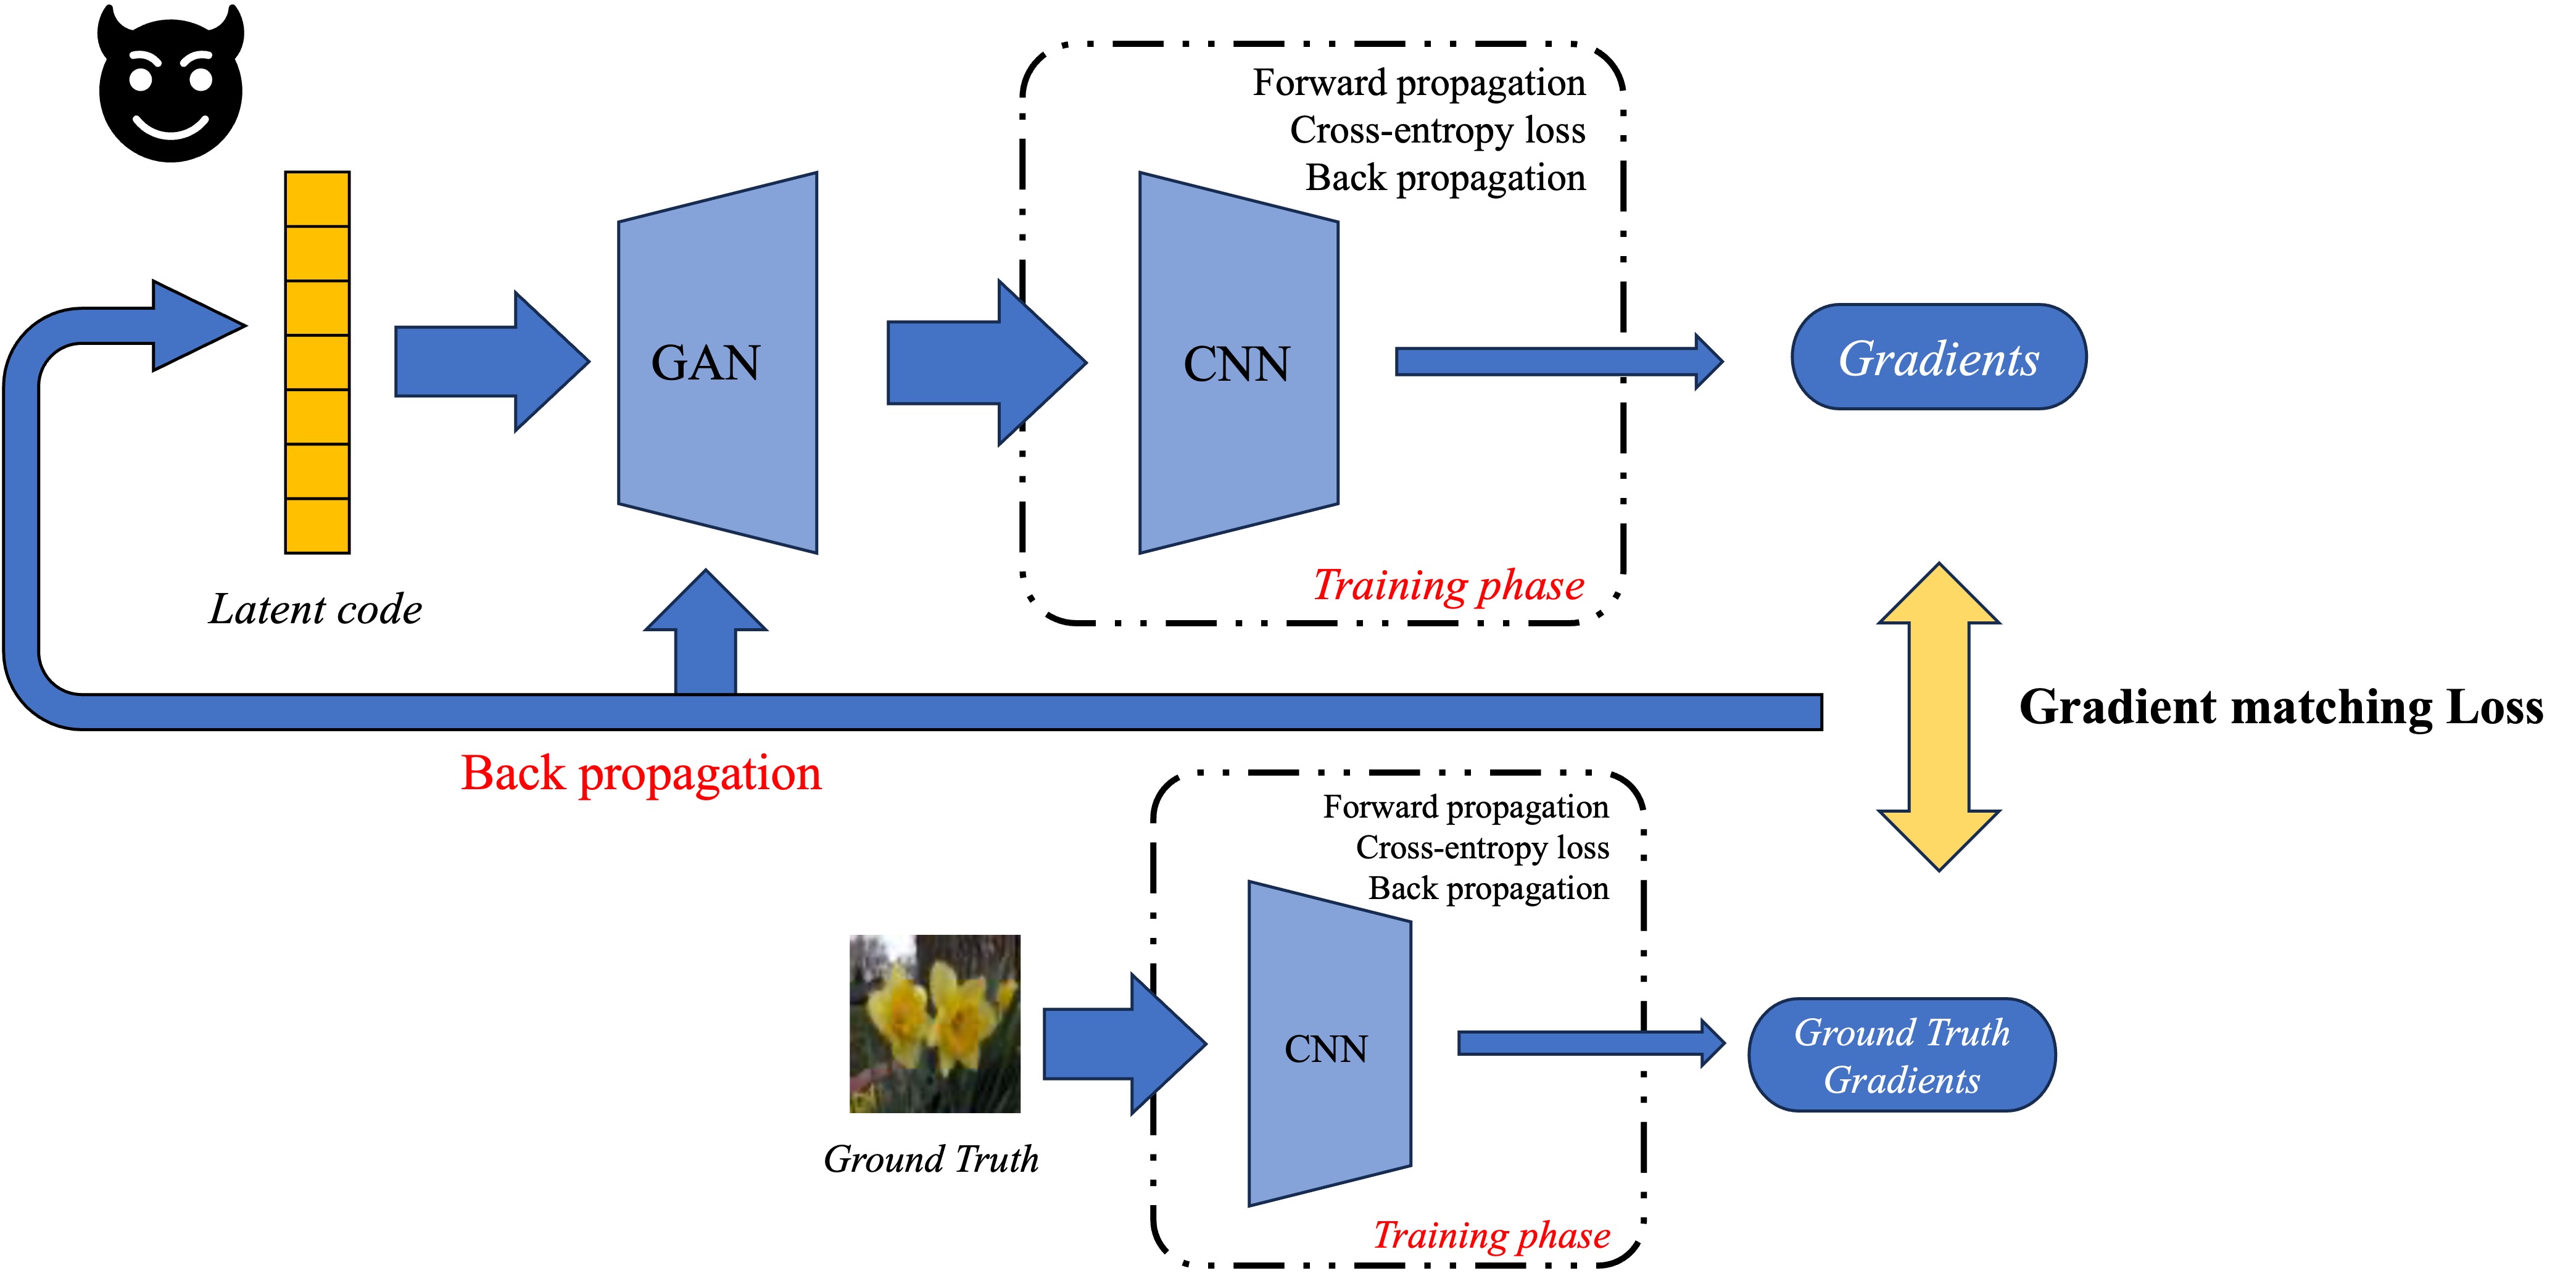 Forward propagation
Cross-entropy loss
Back propagation
GAN
CNN
Gradients
Training phase
Latent code
Gradient matching Loss
Back propagation
Forward propagation
Cross-entropy loss
Back propagation
CNN
Ground Truth
Gradients
Ground Truth
Training phase